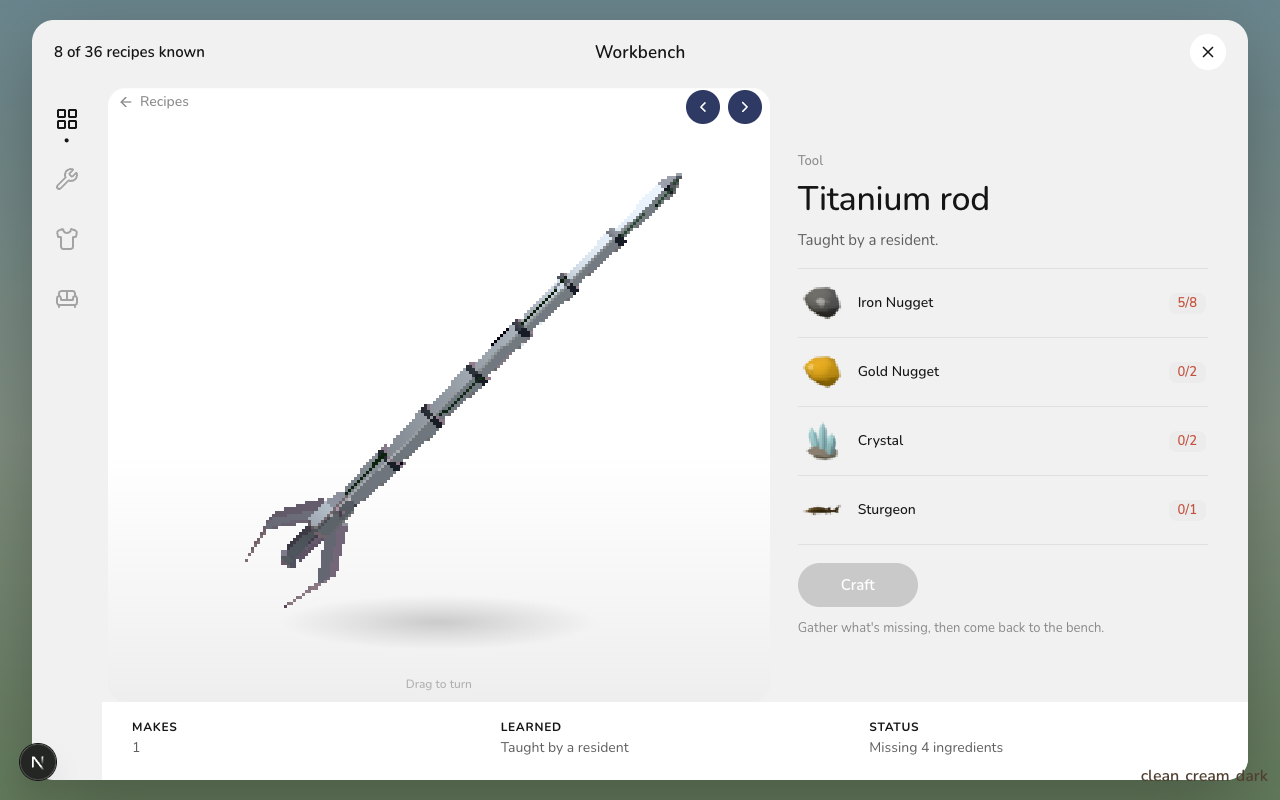 8 of 36 recipes known
Workbench
Recipes
Tool
Titanium rod
Taught by a resident.
Iron Nugget 5/8
Gold Nugget 0/2
Crystal 0/2
Sturgeon 0/1
Craft
Gather what's missing, then come back to the bench.
Drag to turn
MAKES
1
LEARNED
Taught by a resident
STATUS
Missing 4 ingredients
N
clean cream dark